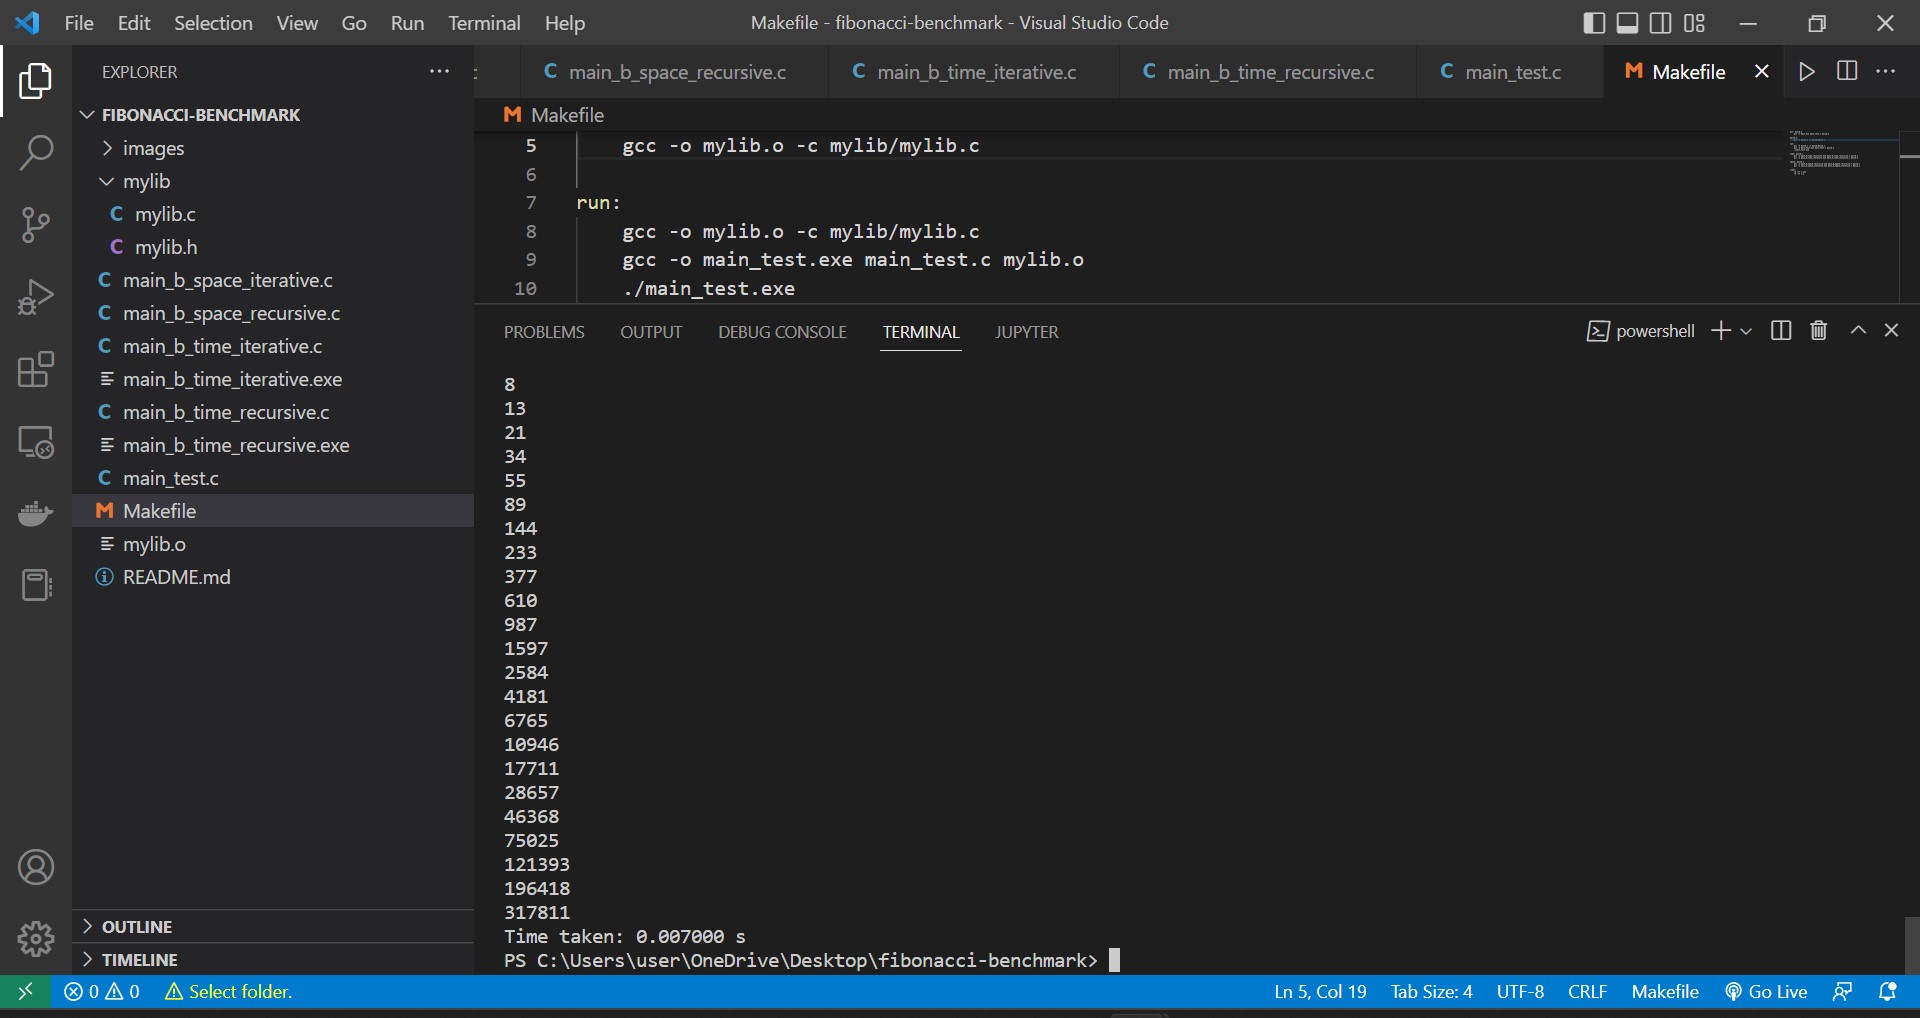 File Edit Selection View Go Run Terminal Help
Makefile - fibonacci-benchmark - Visual Studio Code
EXPLORER
FIBONACCI-BENCHMARK
images
mylib
C mylib.c
C mylib.h
C main_b_space_iterative.c
C main_b_space_recursive.c
C main_b_time_iterative.c
main_b_time_iterative.exe
C main_b_time_recursive.c
main_b_time_recursive.exe
C main_test.c
M Makefile
mylib.o
README.md
OUTLINE
TIMELINE
C main_b_space_recursive.c C main_b_time_iterative.c C main_b_time_recursive.c C main_test.c M Makefile
M Makefile
5 gcc -o mylib.o -c mylib/mylib.c
6
7 run:
8 gcc -o mylib.o -c mylib/mylib.c
9 gcc -o main_test.exe main_test.c mylib.o
10 ./main_test.exe
PROBLEMS OUTPUT DEBUG CONSOLE TERMINAL JUPYTER
powershell
8
13
21
34
55
89
144
233
377
610
987
1597
2584
4181
6765
10946
17711
28657
46368
75025
121393
196418
317811
Time taken: 0.007000 s
PS C:\Users\user\OneDrive\Desktop\fibonacci-benchmark>
0 0 Select folder.
Ln 5, Col 19 Tab Size: 4 UTF-8 CRLF Makefile Go Live